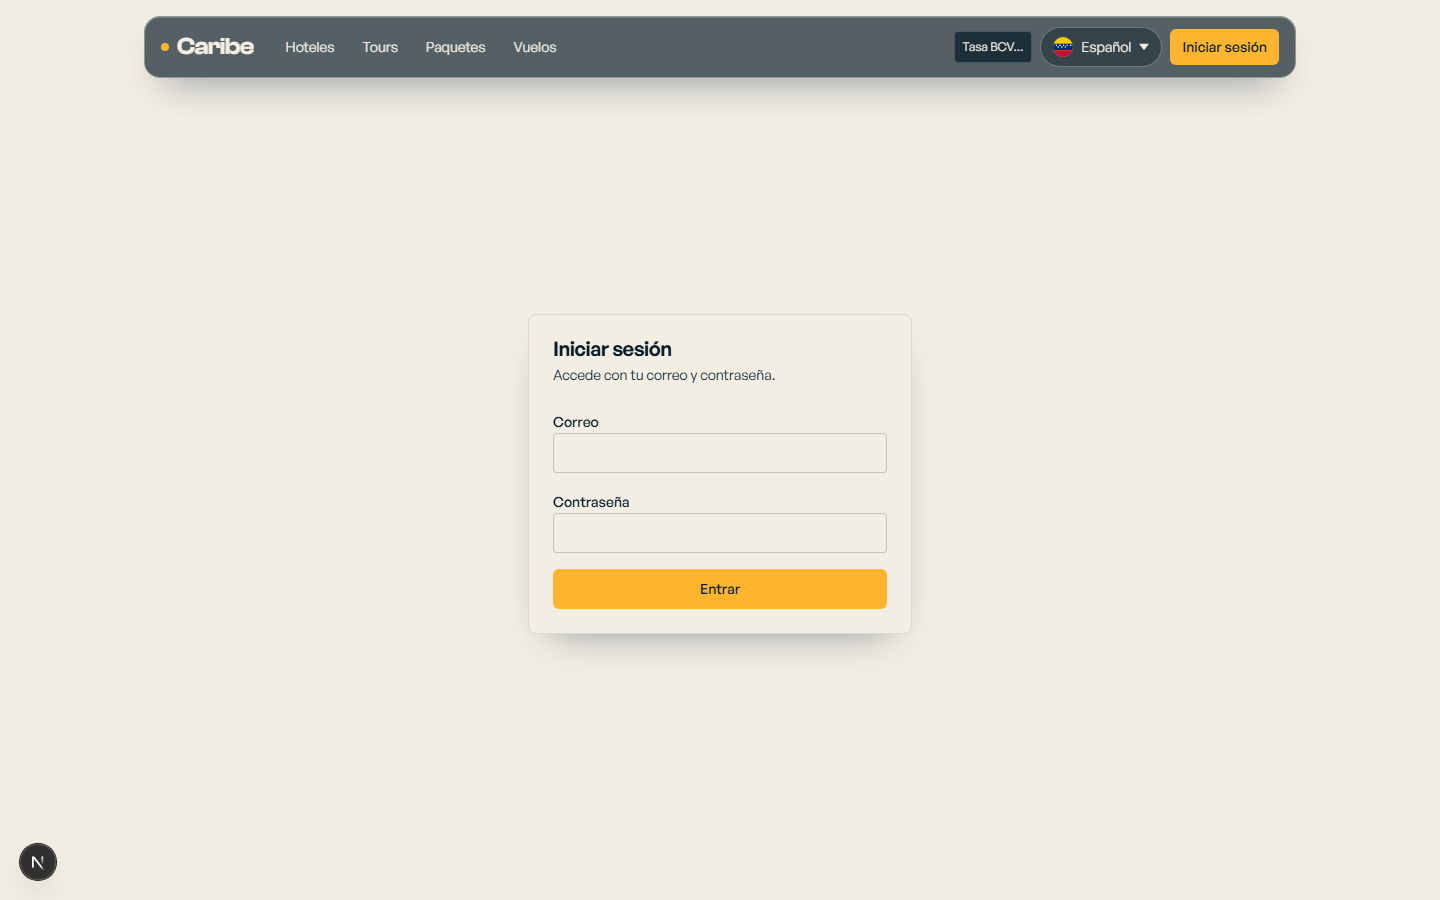 Caribe
Hoteles
Tours
Paquetes
Vuelos
Tasa BCV...
Español
Iniciar sesión
Iniciar sesión
Accede con tu correo y contraseña.
Correo
Contraseña
Entrar
N